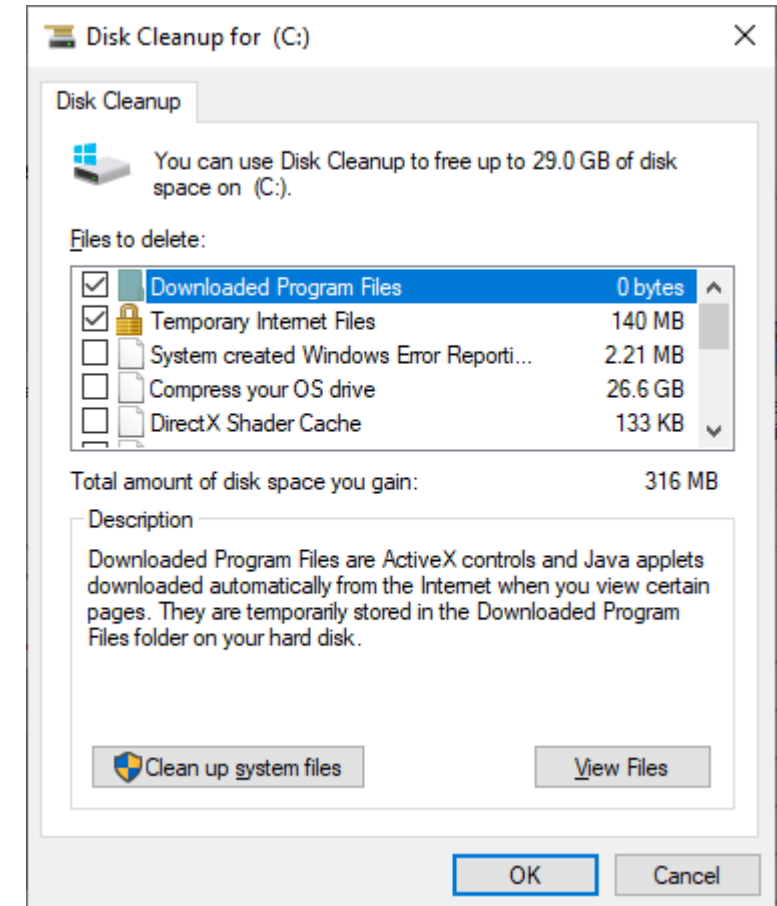 Disk Cleanup for (C:)
Disk Cleanup
You can use Disk Cleanup to free up to 29.0 GB of disk
space on (C:).
Files to delete:
Downloaded Program Files 0 bytes
Temporary Internet Files 140 MB
System created Windows Error Reporti... 2.21 MB
Compress your OS drive 26.6 GB
DirectX Shader Cache 133 KB
Total amount of disk space you gain: 316 MB
Description
Downloaded Program Files are ActiveX controls and Java applets
downloaded automatically from the Internet when you view certain
pages. They are temporarily stored in the Downloaded Program
Files folder on your hard disk.
Clean up system files View Files
OK Cancel